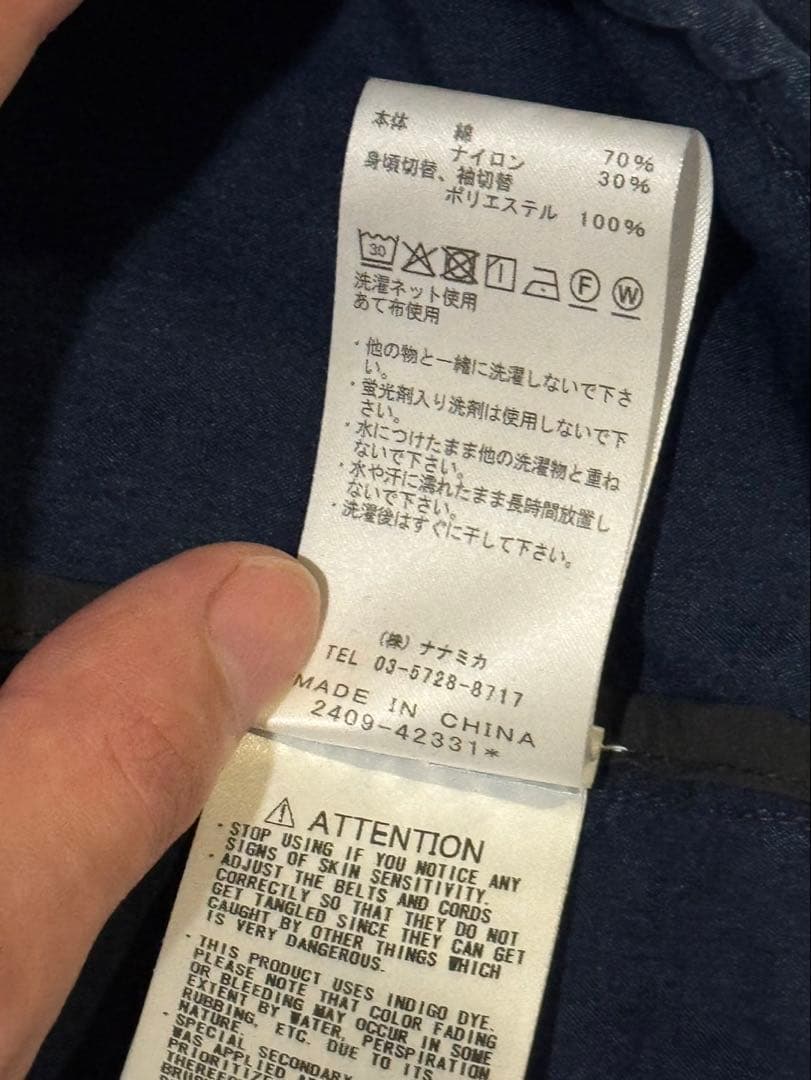 本体 綿 70%
ナイロン 30%
身頃切替、袖切替
ポリエステル 100%
30
F
W
洗濯ネット使用
あて布使用
・他の物と一緒に洗濯しないで下さ
い。
・蛍光剤入り洗剤は使用しないで下
さい。
・水につけたまま他の洗濯物と重ね
ないで下さい。
・水や汗に濡れたまま長時間放置し
ないで下さい。
・洗濯後はすぐに干して下さい。
(株) ナナミカ
TEL 03-5728-8717
MADE IN CHINA
2409-42331*
⚠ ATTENTION
・STOP USING IF YOU NOTICE ANY
SIGNS OF SKIN SENSITIVITY.
・ADJUST THE BELTS AND CORDS
CORRECTLY SO THAT THEY DO NOT
GET TANGLED SINCE THEY CAN GET
CAUGHT BY OTHER THINGS WHICH
IS VERY DANGEROUS.
・THIS PRODUCT USES INDIGO DYE.
PLEASE NOTE THAT COLOR FADING
OR BLEEDING MAY OCCUR IN SOME
EXTENT BY WATER, PERSPIRATION
RUBBING, ETC. DUE TO ITS
NATURE.
・SPECIAL SECONDARY
WAS APPLIED
PRIORITIZE